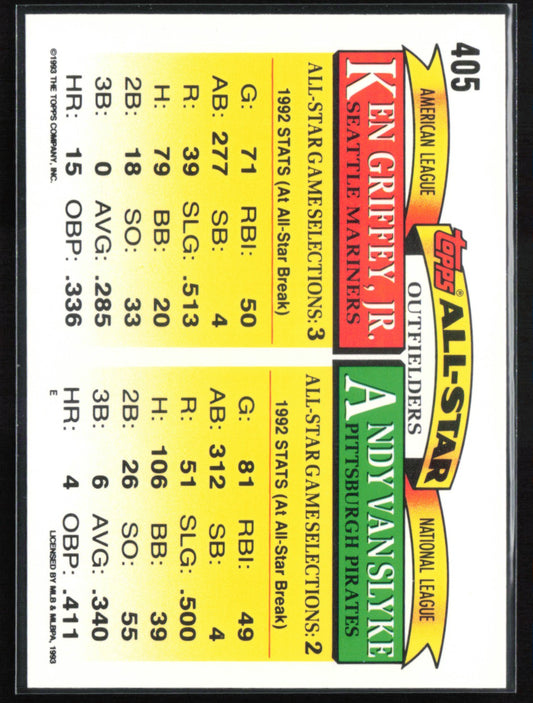 405
AMERICAN LEAGUE
topps® ALL-STAR
NATIONAL LEAGUE
OUTFIELDERS
KEN GRIFFEY, JR.
SEATTLE MARINERS
ALL-STAR GAME SELECTIONS: 3
1992 STATS (At All-Star Break)
G: 71 RBI: 50
AB: 277 SB: 4
R: 39 SLG: .513
H: 79 BB: 20
2B: 18 SO: 33
3B: 0 AVG: .285
HR: 15 OBP: .336
©1993 THE TOPPS COMPANY, INC.
ANDY VAN SLYKE
PITTSBURGH PIRATES
ALL-STAR GAME SELECTIONS: 2
1992 STATS (At All-Star Break)
G: 81 RBI: 49
AB: 312 SB: 4
R: 51 SLG: .500
H: 106 BB: 39
2B: 26 SO: 55
3B: 6 AVG: .340
HR: 4 OBP: .411
E LICENSED BY MLB & MLBPA, 1993